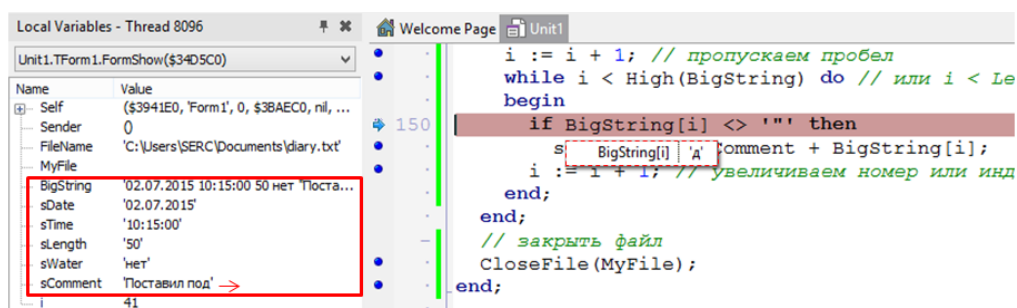 Local Variables - Thread 8096
Unit1.TForm1.FormShow($34D5C0)
Name Value
Self ($3941E0, 'Form1', 0, $3BAEC0, nil, ...
Sender ()
FileName 'C:\Users\SERC\Documents\diary.txt'
MyFile
BigString '02.07.2015 10:15:00 50 нет "Поста...
sDate '02.07.2015'
sTime '10:15:00'
sLength '50'
sWater 'нет'
sComment 'Поставил под'
i 41
Welcome Page Unit1
i := i + 1; // пропускаем пробел
while i < High(BigString) do // или i < Le
begin
150 if BigString[i] <> '"' then
s Comment + BigString[i];
BigString[i] 'д'
i := i + 1; // увеличиваем номер или инд
end;
end;
// закрыть файл
CloseFile(MyFile);
end;